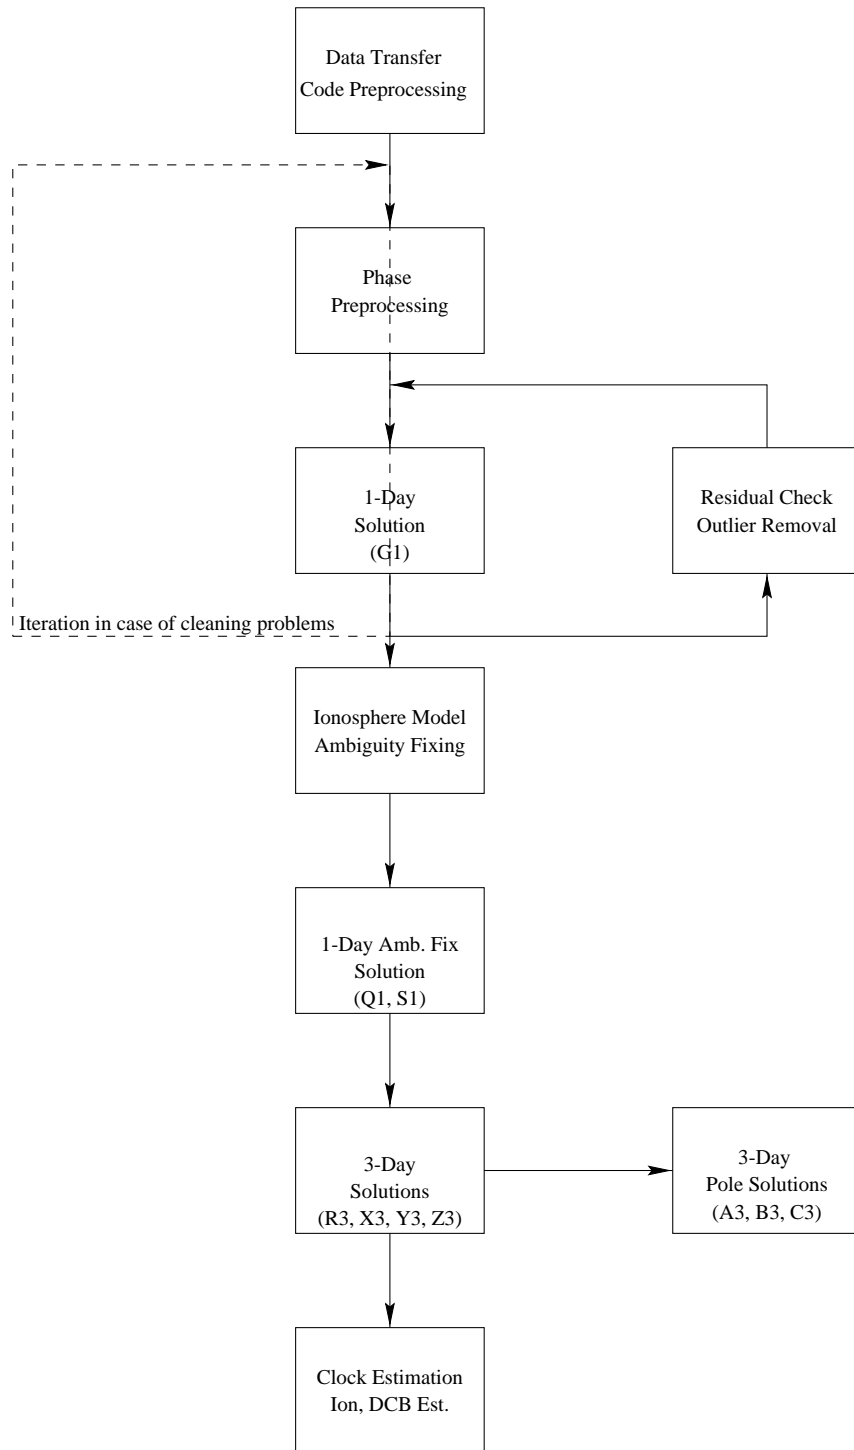 Data Transfer
Code Preprocessing
Phase
Preprocessing
1-Day
Solution
(G1)
Residual Check
Outlier Removal
Iteration in case of cleaning problems
Ionosphere Model
Ambiguity Fixing
1-Day Amb. Fix
Solution
(Q1, S1)
3-Day
Solutions
(R3, X3, Y3, Z3)
3-Day
Pole Solutions
(A3, B3, C3)
Clock Estimation
Ion, DCB Est.